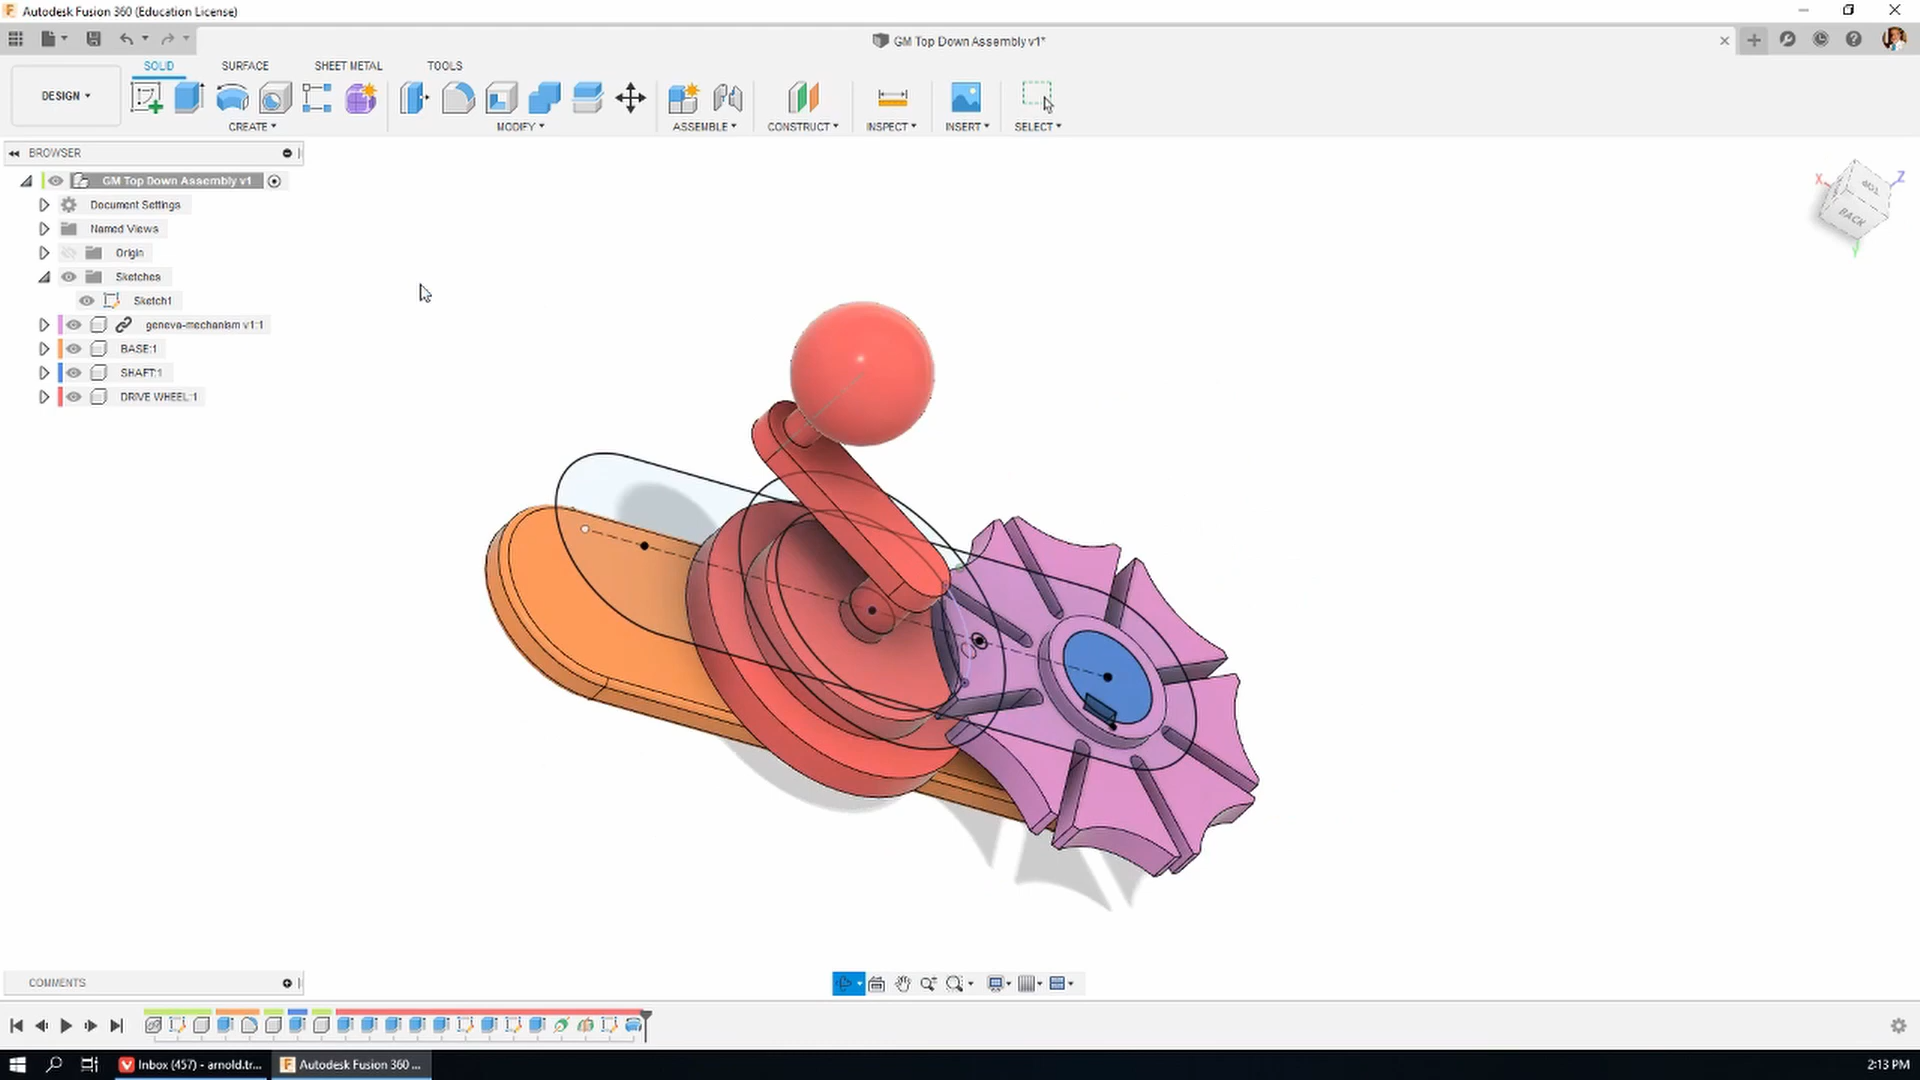 Autodesk Fusion 360 (Education License)
GM Top Down Assembly v1*
SOLID SURFACE SHEET METAL TOOLS
DESIGN
CREATE MODIFY ASSEMBLE CONSTRUCT INSPECT INSERT SELECT
BROWSER
GM Top Down Assembly v1
Document Settings
Named Views
Origin
Sketches
Sketch1
geneva-mechanism v1:1
BASE:1
SHAFT:1
DRIVE WHEEL:1
X
Z
TOP
BACK
Y
COMMENTS
Inbox (457) - arnold.tr...
Autodesk Fusion 360 ...
2:13 PM